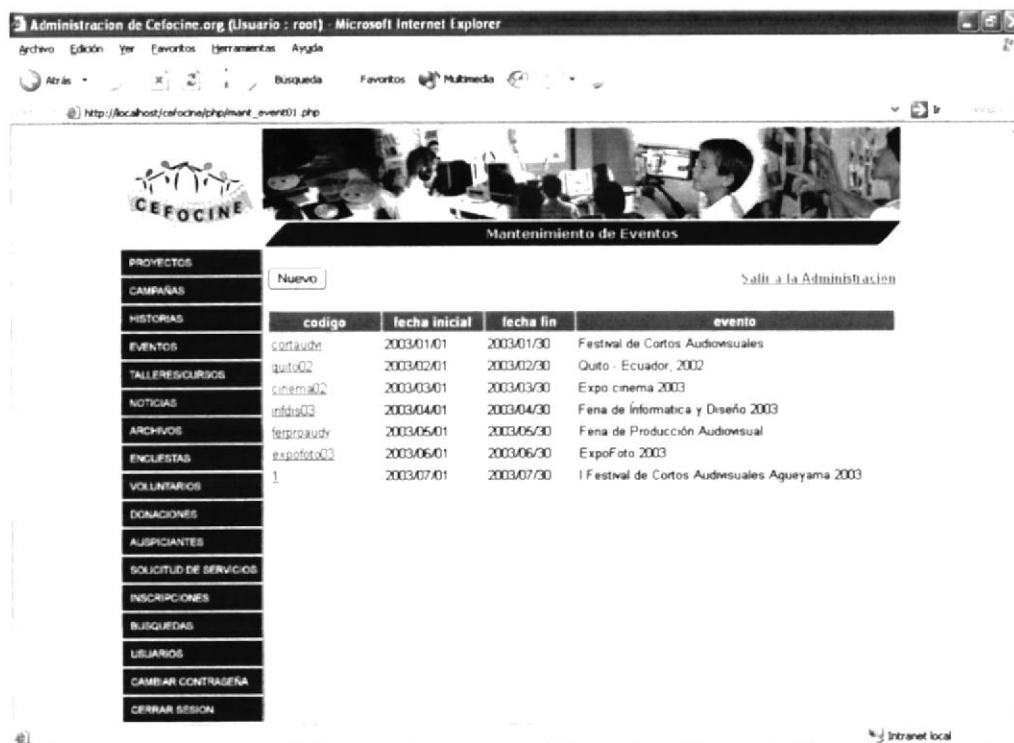 Administracion de Cefocine.org (Usuario : root) - Microsoft Internet Explorer
Archivo Edición Ver Favoritos Herramientas Ayuda
Atrás Búsqueda Favoritos Multimedia
http://localhost/cefocine/php/mant_event01.php Ir
CEFOCINE
Mantenimiento de Eventos
PROYECTOS
CAMPAÑAS
HISTORIAS
EVENTOS
TALLERES/CURSOS
NOTICIAS
ARCHIVOS
ENCUESTAS
VOLUNTARIOS
DONACIONES
AUSPICIANTES
SOLICITUD DE SERVICIOS
INSCRIPCIONES
BUSQUEDAS
USUARIOS
CAMBIAR CONTRASEÑA
CERRAR SESION
Nuevo Salir a la Administracion
codigo fecha inicial fecha fin evento
cortaudvi 2003/01/01 2003/01/30 Festival de Cortos Audiovisuales
quito02 2003/02/01 2003/02/30 Quito - Ecuador, 2002
cinema02 2003/03/01 2003/03/30 Expo cinema 2003
infdis03 2003/04/01 2003/04/30 Feria de Ínformatica y Diseño 2003
ferproaudv 2003/05/01 2003/05/30 Feria de Producción Audiovisual
expofoto03 2003/06/01 2003/06/30 ExpoFoto 2003
1 2003/07/01 2003/07/30 I Festival de Cortos Audivisuales Agueyama 2003
Intranet local